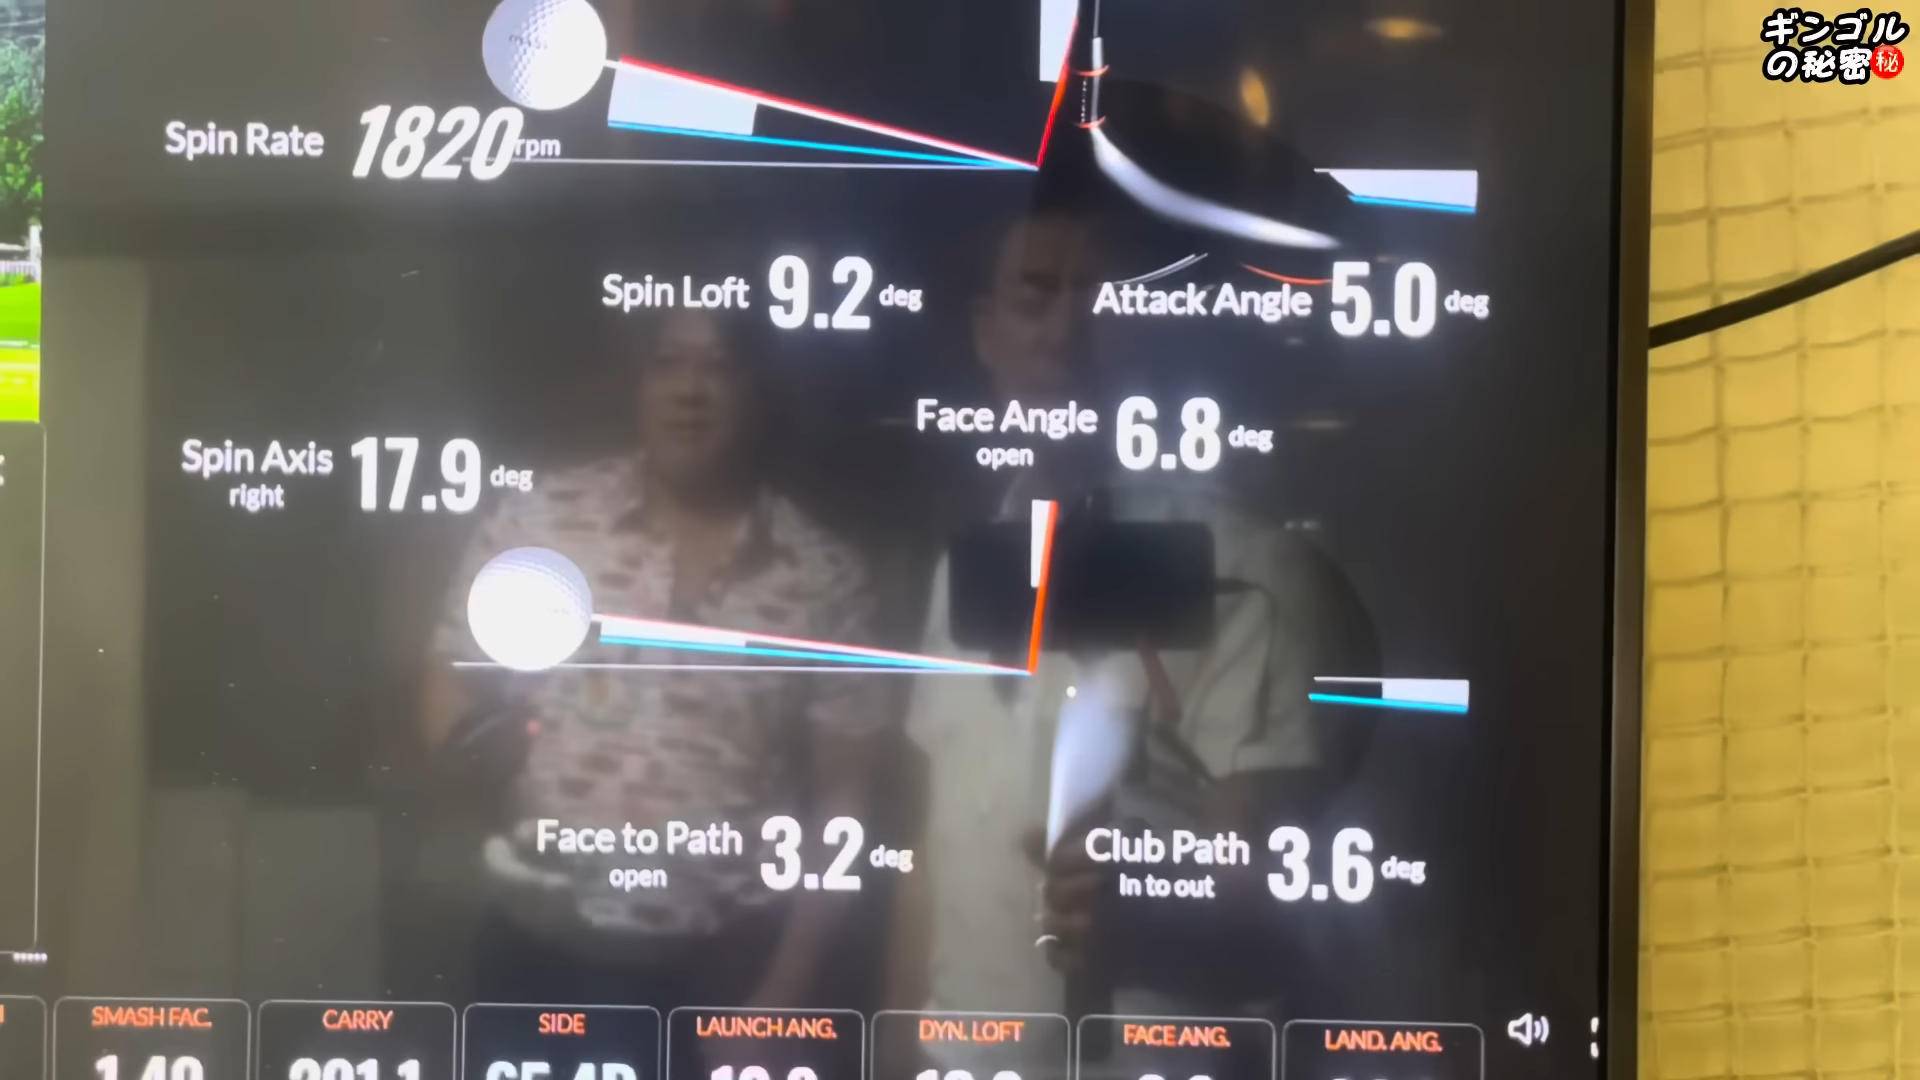 ギンゴル
の秘密㊙
Spin Rate 1820 rpm
Spin Loft 9.2 deg
Attack Angle 5.0 deg
Face Angle 6.8 deg
open
Spin Axis 17.9 deg
right
Face to Path 3.2 deg
open
Club Path 3.6 deg
In to out
SMASH FAC. CARRY SIDE LAUNCH ANG. DYN. LOFT FACE ANG. LAND. ANG.